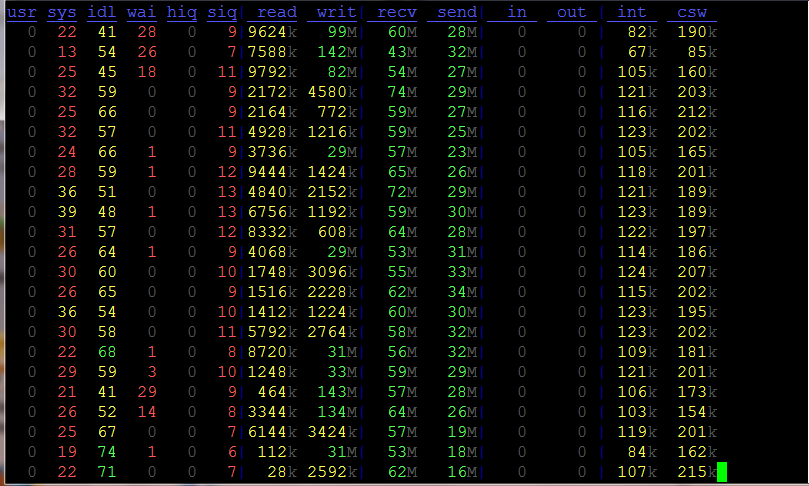 usr sys idl wai hiq siq| read writ| recv send| in out | int csw
0 22 41 28 0 9|9624k 99M| 60M 28M| 0 0 | 82k 190k
0 13 54 26 0 7|7588k 142M| 43M 32M| 0 0 | 67k 85k
0 25 45 18 0 11|9792k 82M| 54M 27M| 0 0 | 105k 160k
0 32 59 0 0 9|2172k 4580k| 74M 29M| 0 0 | 121k 203k
0 25 66 0 0 9|2164k 772k| 59M 27M| 0 0 | 116k 212k
0 32 57 0 0 11|4928k 1216k| 59M 25M| 0 0 | 123k 202k
0 24 66 1 0 9|3736k 29M| 57M 23M| 0 0 | 105k 165k
0 28 59 1 0 12|9444k 1424k| 65M 26M| 0 0 | 118k 201k
0 36 51 0 0 13|4840k 2152k| 72M 29M| 0 0 | 121k 189k
0 39 48 1 0 13|6756k 1192k| 59M 30M| 0 0 | 123k 189k
0 31 57 0 0 12|8332k 608k| 64M 28M| 0 0 | 122k 197k
0 26 64 1 0 9|4068k 29M| 53M 31M| 0 0 | 114k 186k
0 30 60 0 0 10|1748k 3096k| 55M 33M| 0 0 | 124k 207k
0 26 65 0 0 9|1516k 2228k| 62M 34M| 0 0 | 115k 202k
0 36 54 0 0 10|1412k 1224k| 60M 30M| 0 0 | 123k 195k
0 30 58 0 0 11|5792k 2764k| 58M 32M| 0 0 | 123k 202k
0 22 68 1 0 8|8720k 31M| 56M 32M| 0 0 | 109k 181k
0 29 59 3 0 10|1248k 33M| 59M 29M| 0 0 | 121k 201k
0 21 41 29 0 9| 464k 143M| 57M 28M| 0 0 | 106k 173k
0 26 52 14 0 8|3344k 134M| 64M 26M| 0 0 | 103k 154k
0 25 67 0 0 7|6144k 3424k| 57M 19M| 0 0 | 119k 201k
0 19 74 1 0 6| 112k 31M| 53M 18M| 0 0 | 84k 162k
0 22 71 0 0 7| 28k 2592k| 62M 16M| 0 0 | 107k 215k